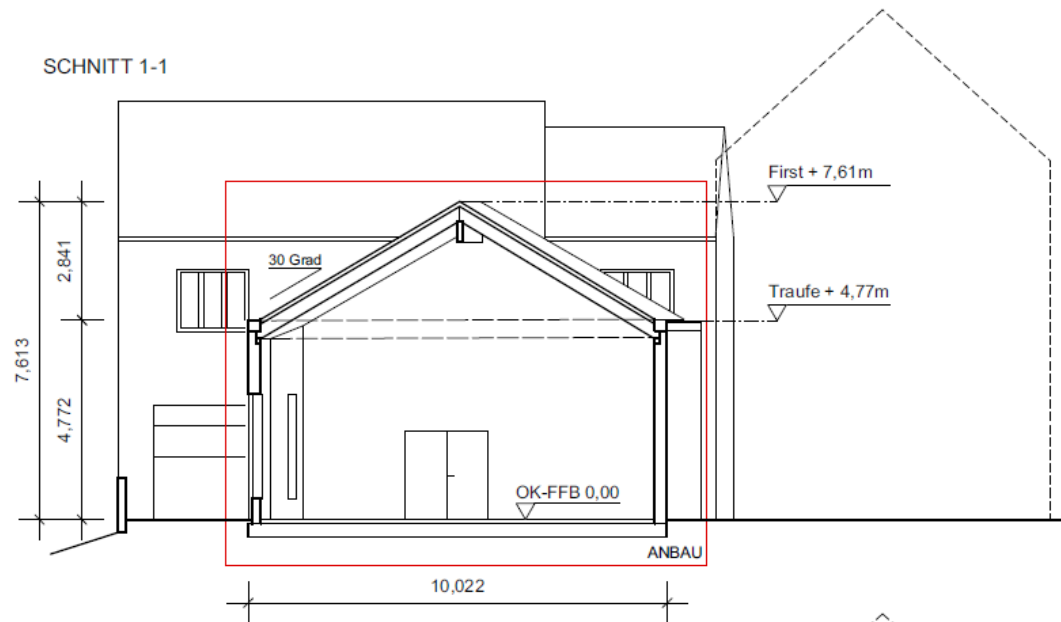 SCHNITT 1-1
First + 7,61m
2,841
30 Grad
Traufe + 4,77m
7,613
4,772
OK-FFB 0,00
ANBAU
10,022